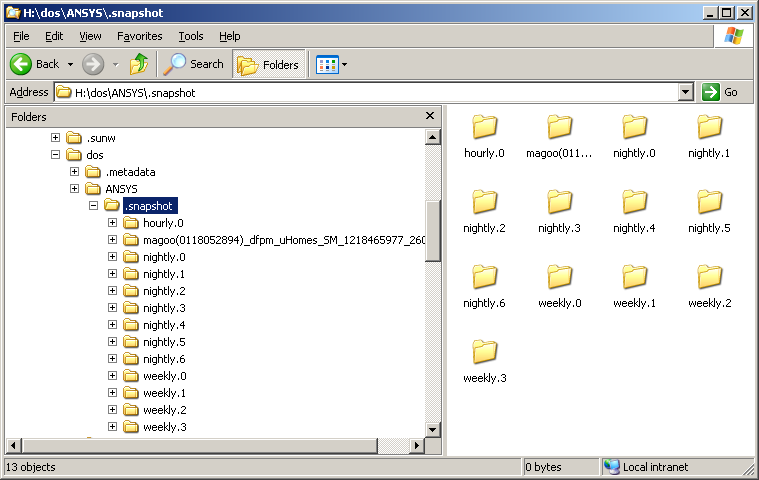 H:\dos\ANSYS\.snapshot
File Edit View Favorites Tools Help
Back Search Folders
Address H:\dos\ANSYS\.snapshot Go
Folders
.sunw
dos
.metadata
ANSYS
.snapshot
hourly.0
magoo(0118052894)_dfpm_uHomes_SM_1218465977_260
nightly.0
nightly.1
nightly.2
nightly.3
nightly.4
nightly.5
nightly.6
weekly.0
weekly.1
weekly.2
weekly.3
hourly.0 magoo(011... nightly.0 nightly.1
nightly.2 nightly.3 nightly.4 nightly.5
nightly.6 weekly.0 weekly.1 weekly.2
weekly.3
13 objects 0 bytes Local intranet